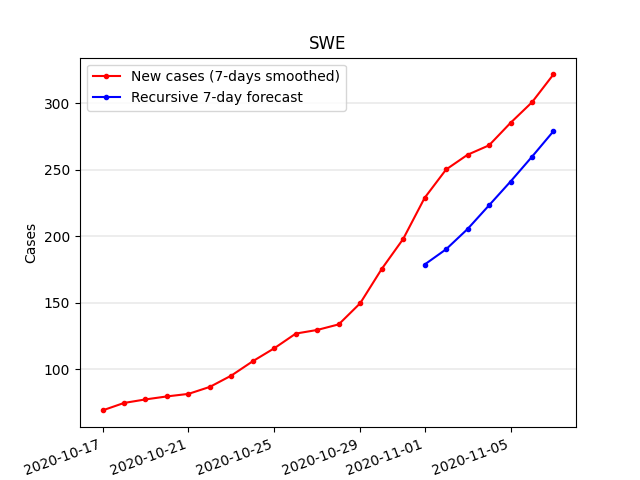 SWE
New cases (7-days smoothed)
Recursive 7-day forecast
Cases
300
250
200
150
100
2020-10-17
2020-10-21
2020-10-25
2020-10-29
2020-11-01
2020-11-05